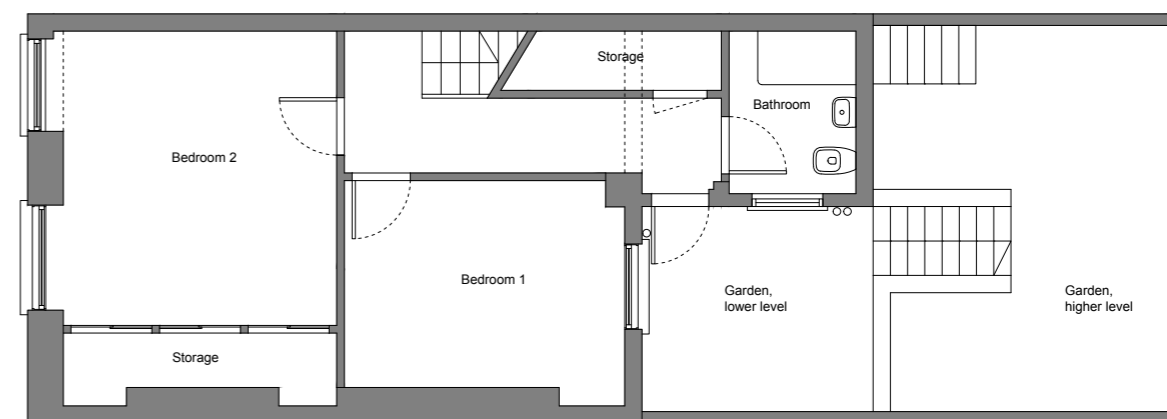 Storage
Bathroom
Bedroom 2
Bedroom 1
Garden,
lower level
Garden,
higher level
Storage